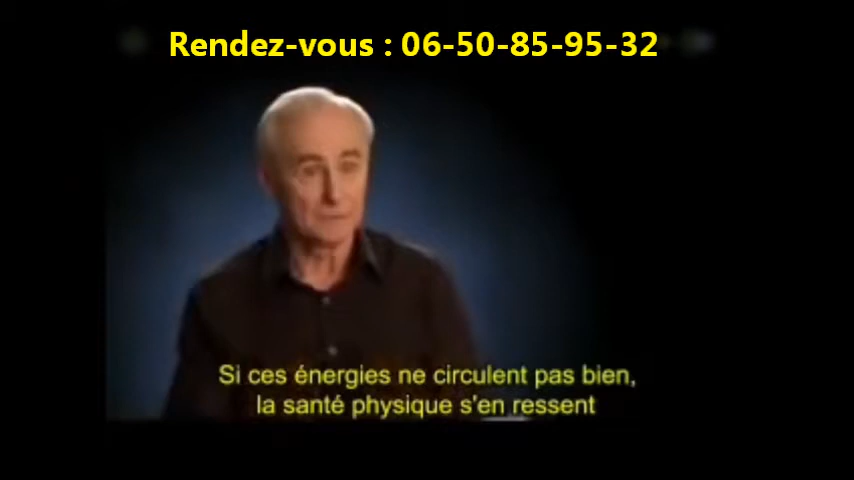 Rendez-vous : 06-50-85-95-32
Si ces énergies ne circulent pas bien,
la santé physique s'en ressent